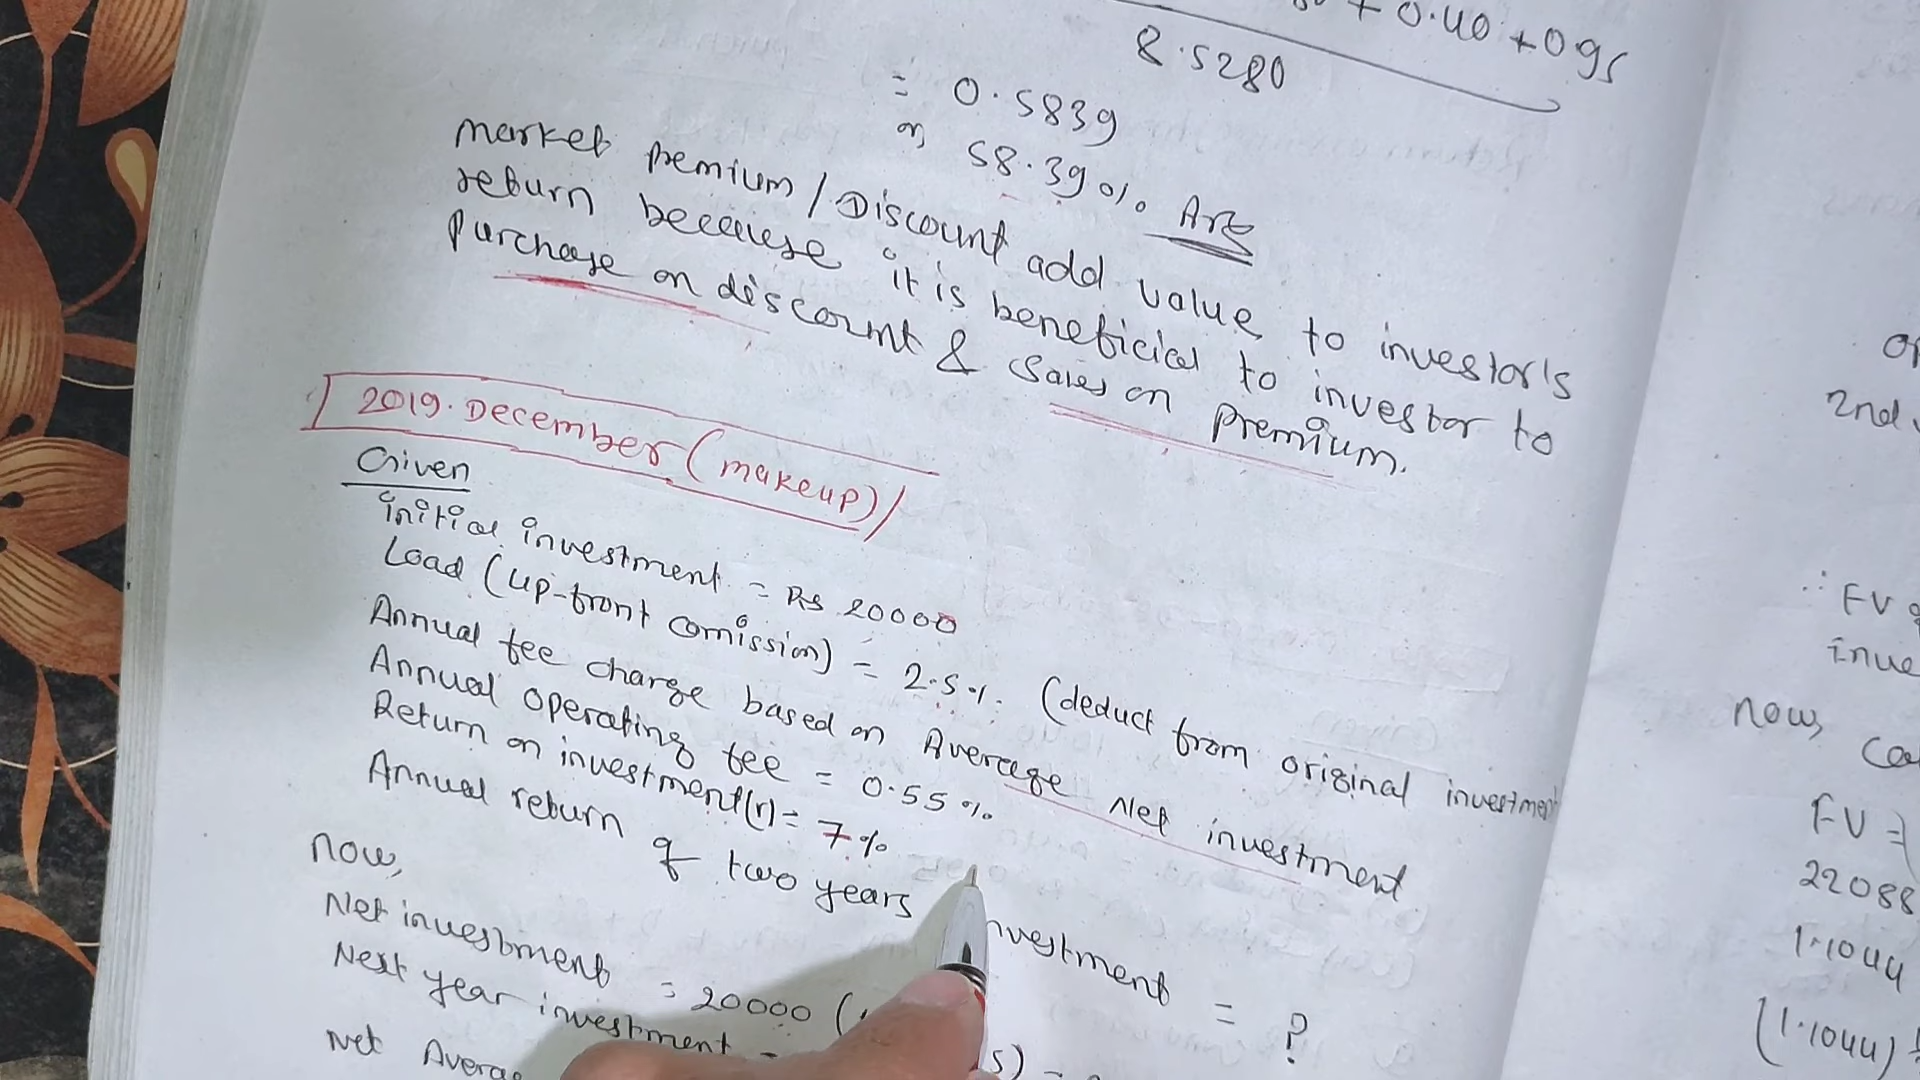 + 0.40 + 0.95
8.5280
= 0.5839
or 58.39% Ans
market pemium / Discount add value to investor's
return because it is beneficial to investor to
purchase on discount & Sales on premium.
2019. December (makeup)
Given
initial investment = Rs 20000
Load (up-front comission) = 2.5% (deduct from original investment
Annual fee charge based on Average Net investment
Annual operating fee = 0.55%
Return on investment(r) = 7%
Annual return of two years investment = ?
Now,
Net investment = 20000 (
Next year investment
Net Average
2nd
∴ FV
inve
Now, Ca
FV =
22088
1.1044
(1.1044)